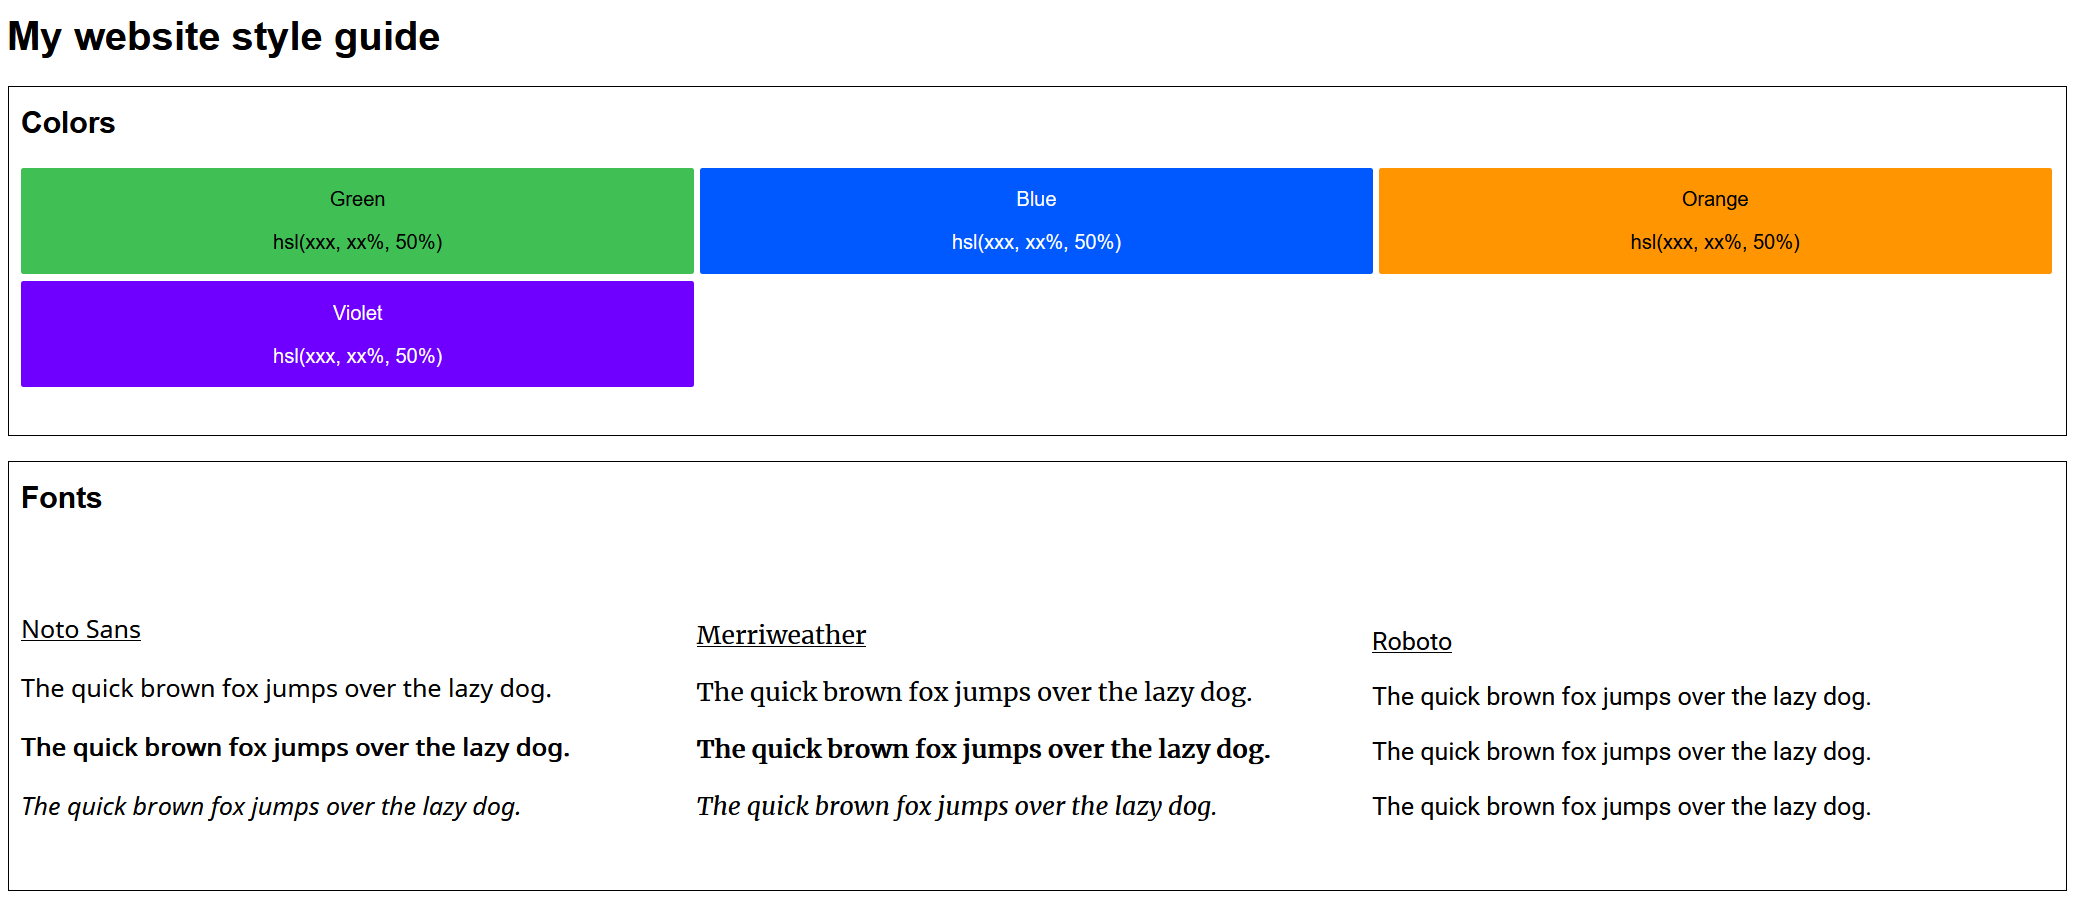 My website style guide
Colors
Green
hsl(xxx, xx%, 50%)
Blue
hsl(xxx, xx%, 50%)
Orange
hsl(xxx, xx%, 50%)
Violet
hsl(xxx, xx%, 50%)
Fonts
Noto Sans
The quick brown fox jumps over the lazy dog.
The quick brown fox jumps over the lazy dog.
The quick brown fox jumps over the lazy dog.
Merriweather
The quick brown fox jumps over the lazy dog.
The quick brown fox jumps over the lazy dog.
The quick brown fox jumps over the lazy dog.
Roboto
The quick brown fox jumps over the lazy dog.
The quick brown fox jumps over the lazy dog.
The quick brown fox jumps over the lazy dog.